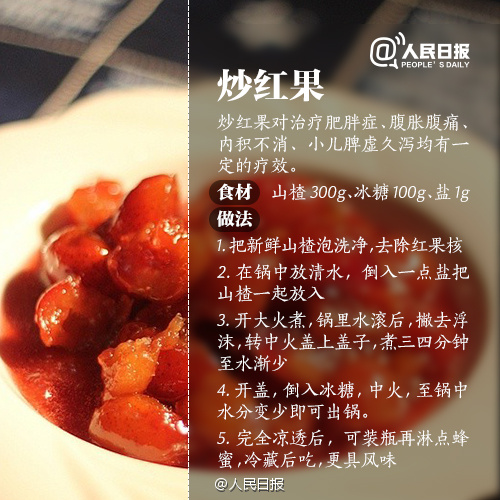 @人民日报
PEOPLE'S DAILY
炒红果
炒红果对治疗肥胖症、腹胀腹痛、
内积不消、小儿脾虚久泻均有一
定的疗效。
食材 山楂300g、冰糖100g、盐1g
做法
1.把新鲜山楂泡洗净,去除红果核
2. 在锅中放清水，倒入一点盐把
山楂一起放入
3. 开大火煮,锅里水滚后,撇去浮
沫,转中火盖上盖子,煮三四分钟
至水渐少
4. 开盖，倒入冰糖，中火，至锅中
水分变少即可出锅。
5. 完全凉透后，可装瓶再淋点蜂
蜜,冷藏后吃,更具风味
@人民日报